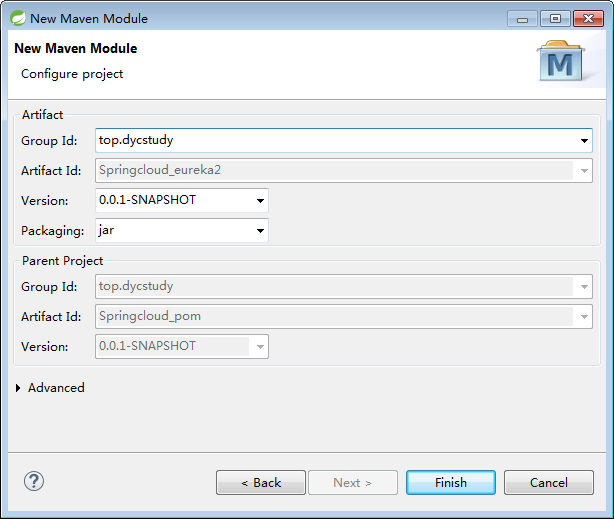 New Maven Module
New Maven Module
Configure project
M
Artifact
Group Id: top.dycstudy
Artifact Id: Springcloud_eureka2
Version: 0.0.1-SNAPSHOT
Packaging: jar
Parent Project
Group Id: top.dycstudy
Artifact Id: Springcloud_pom
Version: 0.0.1-SNAPSHOT
Advanced
? < Back Next > Finish Cancel